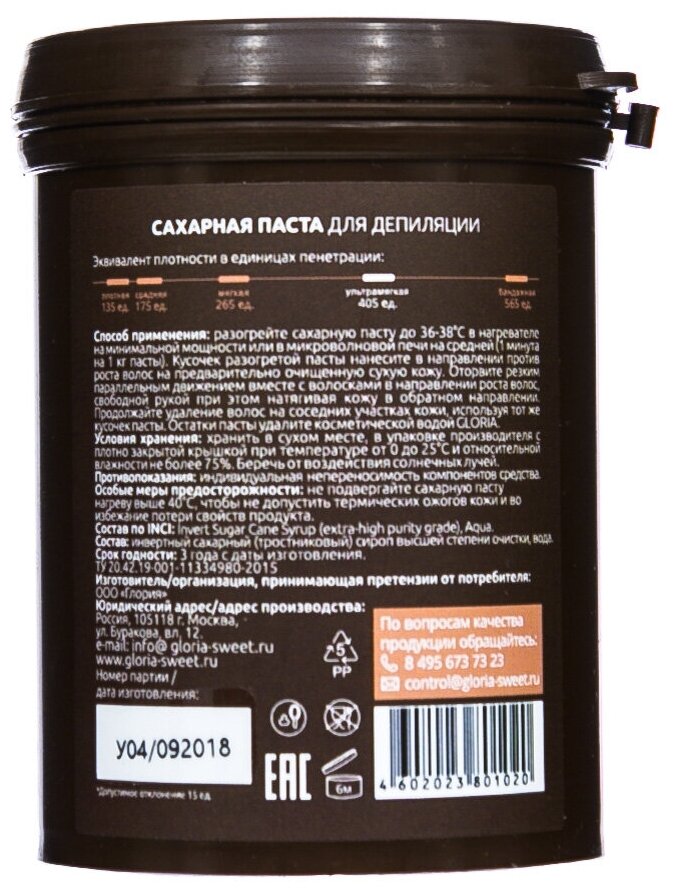 САХАРНАЯ ПАСТА ДЛЯ ДЕПИЛЯЦИИ
Эквивалент плотности в единицах пенетрации:
плотная средняя мягкая ультрамягкая бандажная
135 ед. 175 ед. 265 ед. 405 ед. 565 ед.
Способ применения: разогрейте сахарную пасту до 36-38°С в нагревателе
на минимальной мощности или в микроволновой печи на средней (1 минута
на 1 кг пасты). Кусочек разогретой пасты нанесите в направлении против
роста волос на предварительно очищенную сухую кожу. Оторвите резким
параллельным движением вместе с волосками в направлении роста волос,
свободной рукой при этом натягивая кожу в обратном направлении.
Продолжайте удаление волос на соседних участках кожи, используя тот же
кусочек пасты. Остатки пасты удалите косметической водой GLORIA.
Условия хранения: хранить в сухом месте, в упаковке производителя с
плотно закрытой крышкой при температуре от 0 до 25°С и относительной
влажности не более 75%. Беречь от воздействия солнечных лучей.
Противопоказания: индивидуальная непереносимость компонентов средства.
Особые меры предосторожности: не подвергайте сахарную пасту
нагреву выше 40°С, чтобы не допустить термических ожогов кожи и во
избежание потери свойств продукта.
Состав по INCI: Invert Sugar Cane Syrup (extra-high purity grade), Aqua.
Состав: инвертный сахарный (тростниковый) сироп высшей степени очистки, вода.
Срок годности: 3 года с даты изготовления.
ТУ 20.42.19-001-11334980-2015
Изготовитель/организация, принимающая претензии от потребителя:
ООО «Глория»
Юридический адрес/адрес производства:
Россия, 105118 г. Москва,
ул. Буракова, вл. 12.
e-mail: info@ gloria-sweet.ru
www.gloria-sweet.ru
Номер партии /
дата изготовления:
У04/092018
*Допустимое отклонение 15 ед.
5
PP
По вопросам качества
продукции обращайтесь:
8 495 673 73 23
control@gloria-sweet.ru
EAC
6м
4 602023 801020